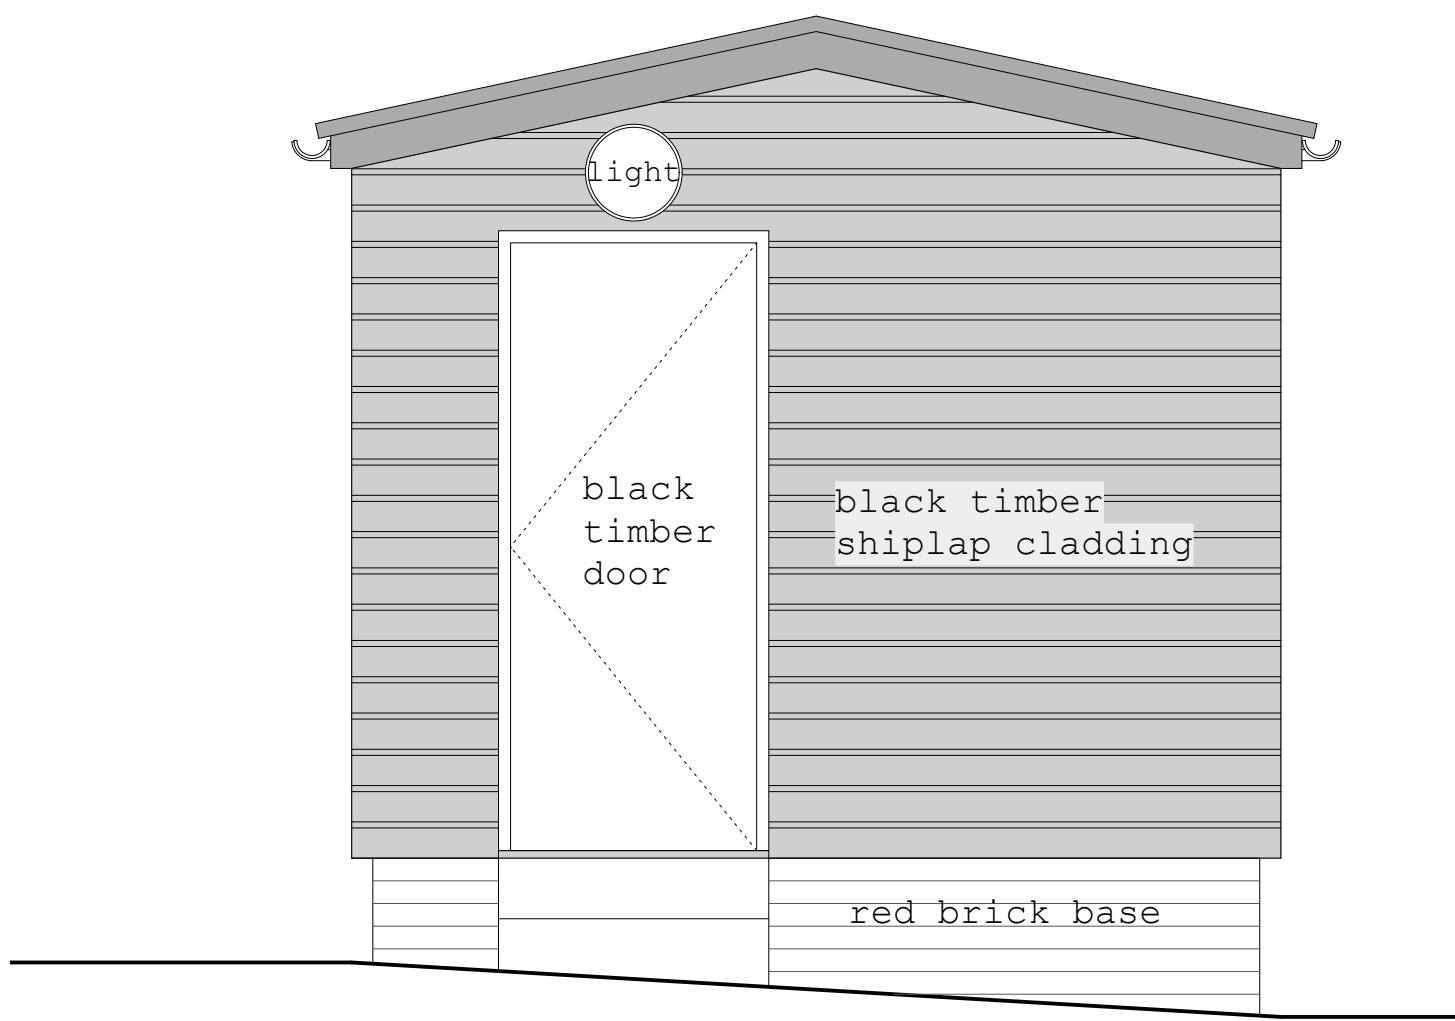 light
black
timber
door
black timber
shiplap cladding
red brick base